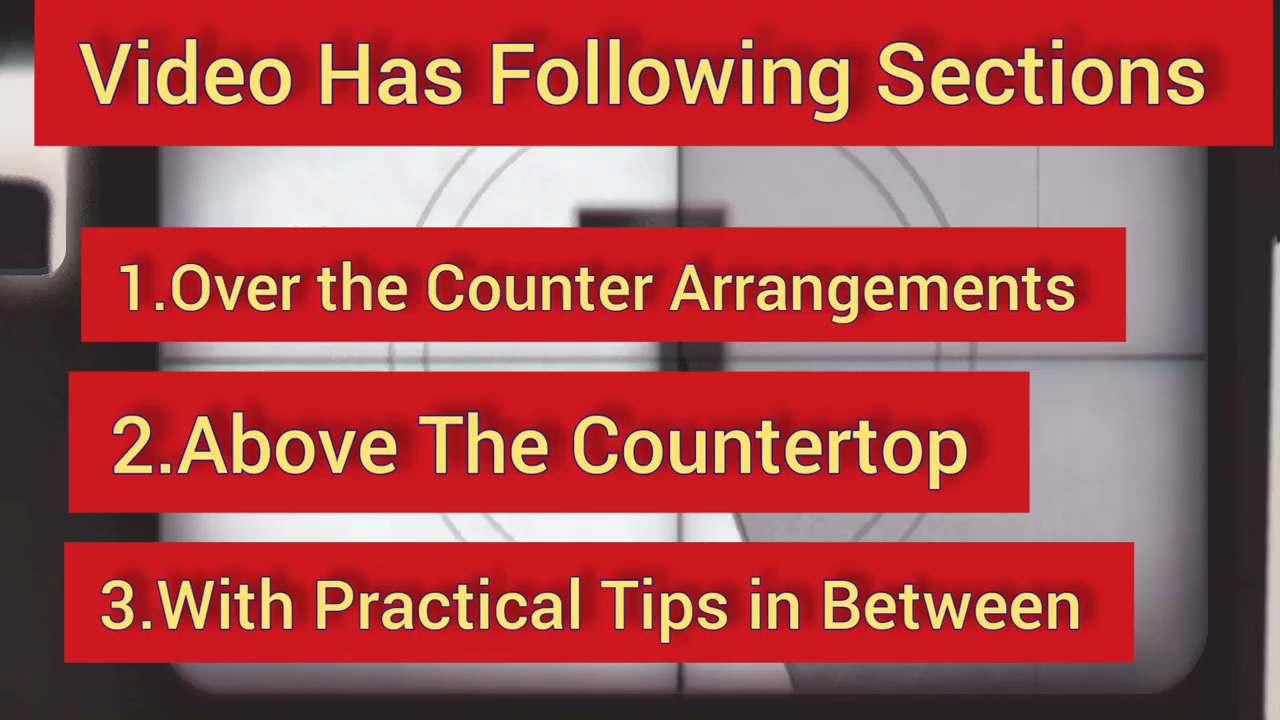 Video Has Following Sections
1.Over the Counter Arrangements
2.Above The Countertop
3.With Practical Tips in Between